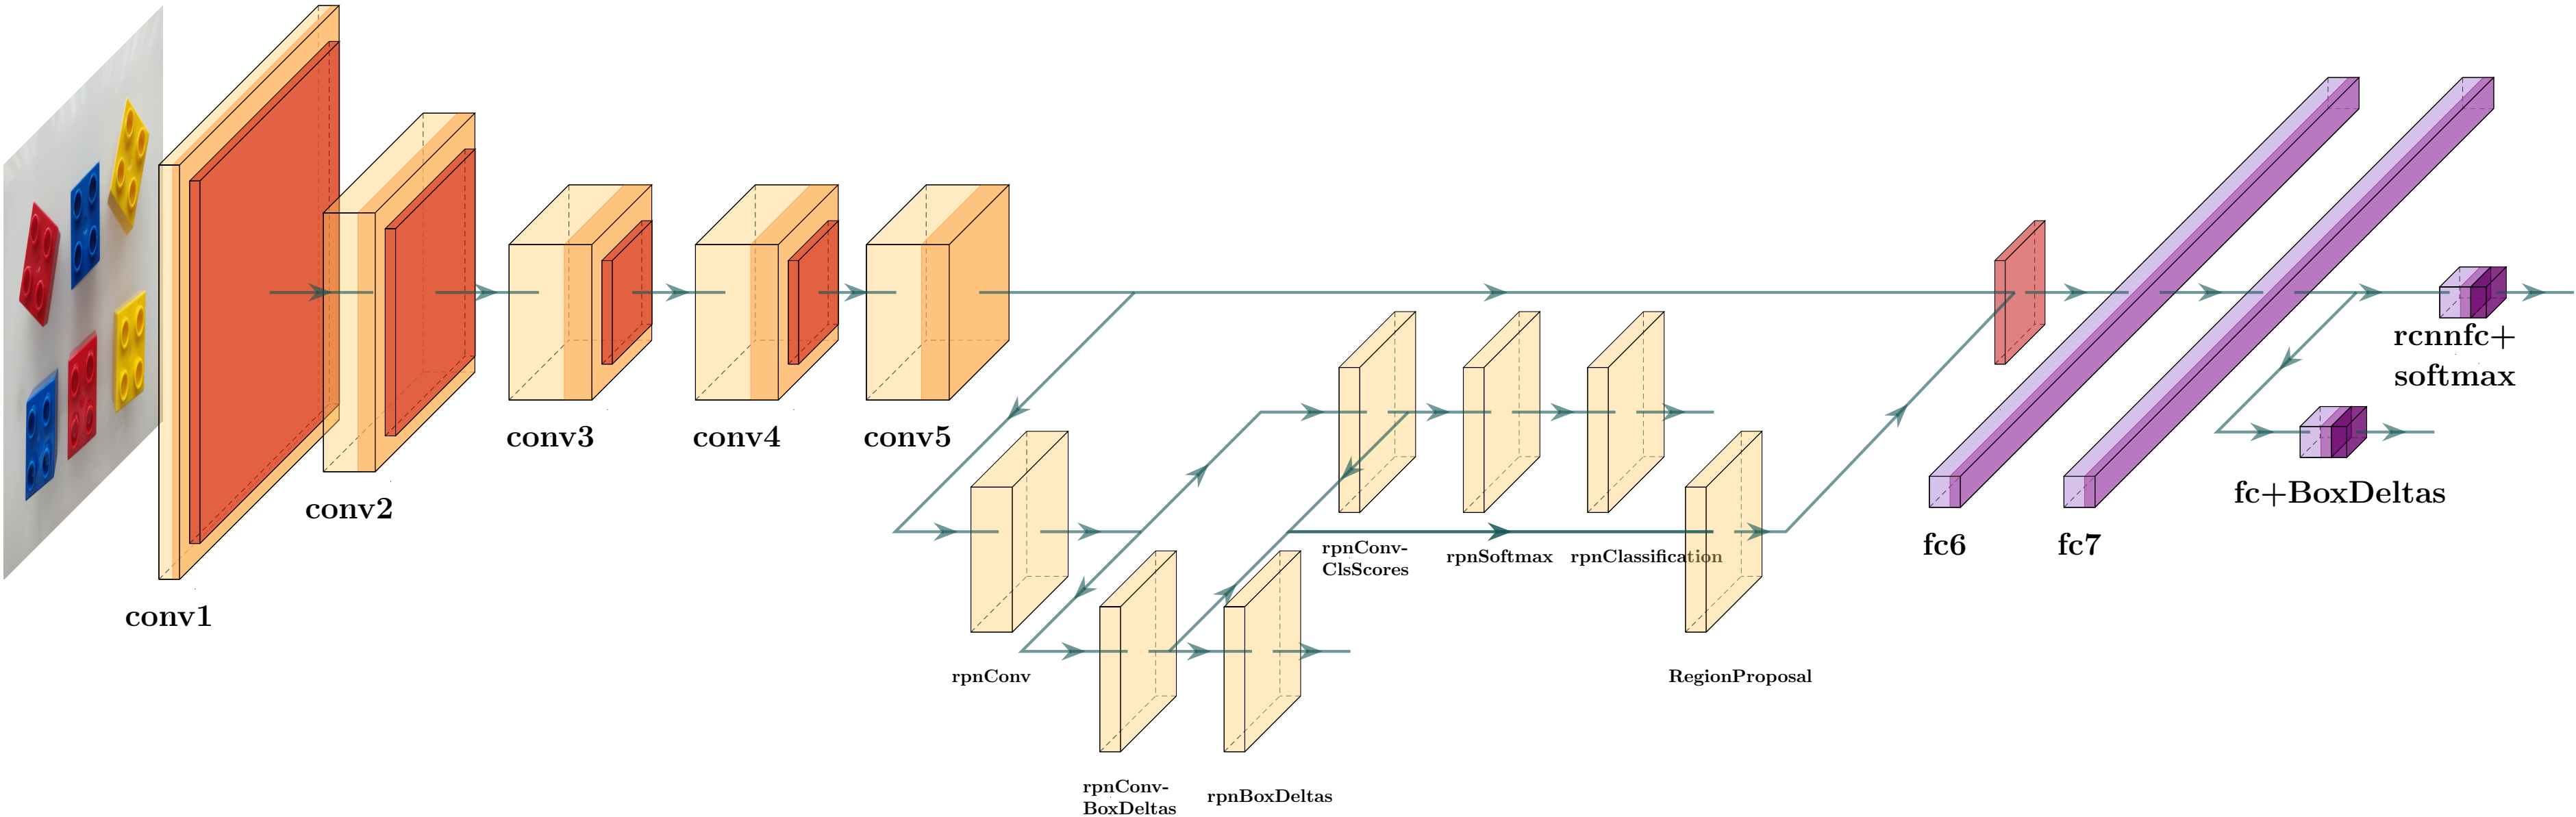 conv1
conv2
conv3
conv4
conv5
rpnConv
rpnConv-
BoxDeltas
rpnBoxDeltas
rpnConv-
ClsScores
rpnSoftmax
rpnClassification
RegionProposal
fc6
fc7
rcnnfc+
softmax
fc+BoxDeltas